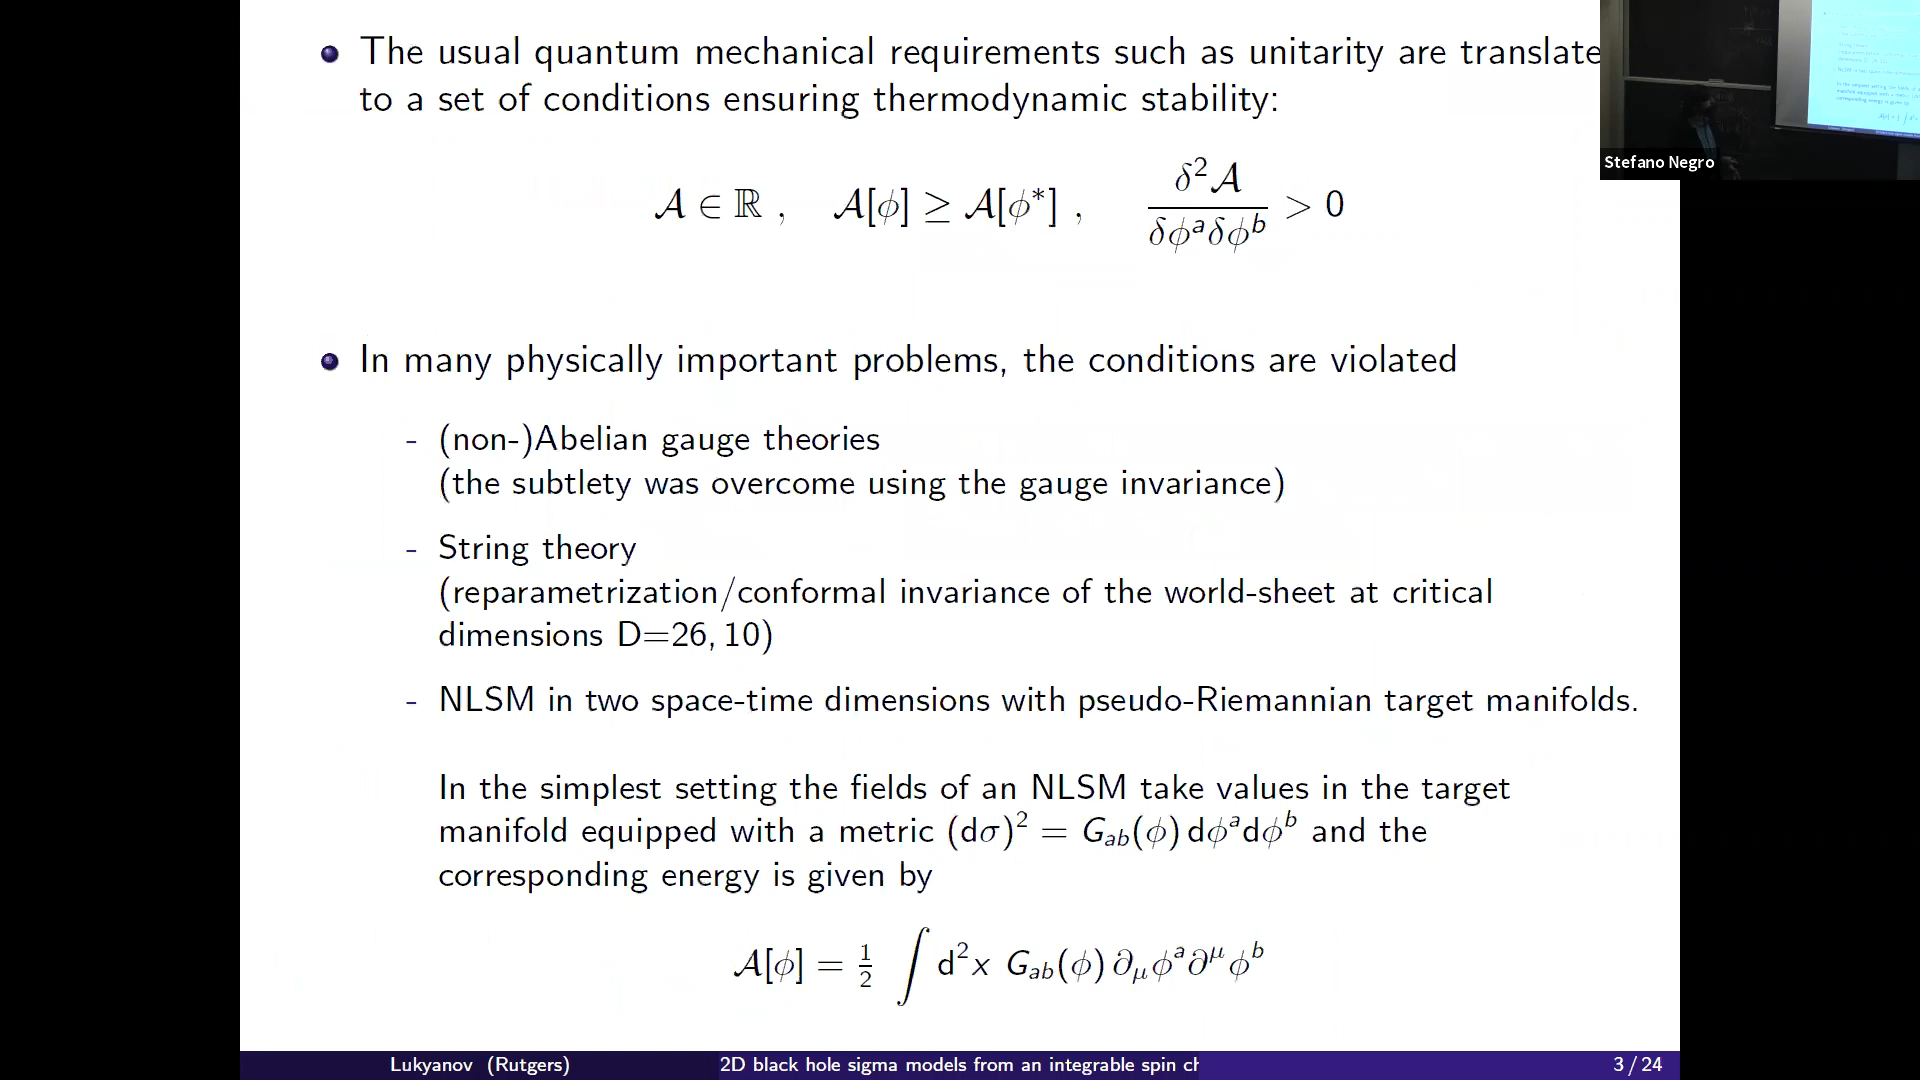 The usual quantum mechanical requirements such as unitarity are translate
to a set of conditions ensuring thermodynamic stability:
𝒜 ∈ ℝ , 𝒜[ϕ] ≥ 𝒜[ϕ*] , δ²𝒜 / δϕᵃδϕᵇ > 0
In many physically important problems, the conditions are violated
- (non-)Abelian gauge theories
(the subtlety was overcome using the gauge invariance)
- String theory
(reparametrization/conformal invariance of the world-sheet at critical
dimensions D=26, 10)
- NLSM in two space-time dimensions with pseudo-Riemannian target manifolds.
In the simplest setting the fields of an NLSM take values in the target
manifold equipped with a metric (dσ)² = G_{ab}(ϕ) dϕᵃdϕᵇ and the
corresponding energy is given by
𝒜[ϕ] = ½ ∫ d²x G_{ab}(ϕ) ∂_μϕᵃ∂^μϕᵇ
Stefano Negro
Lukyanov (Rutgers) 2D black hole sigma models from an integrable spin ch 3 / 24